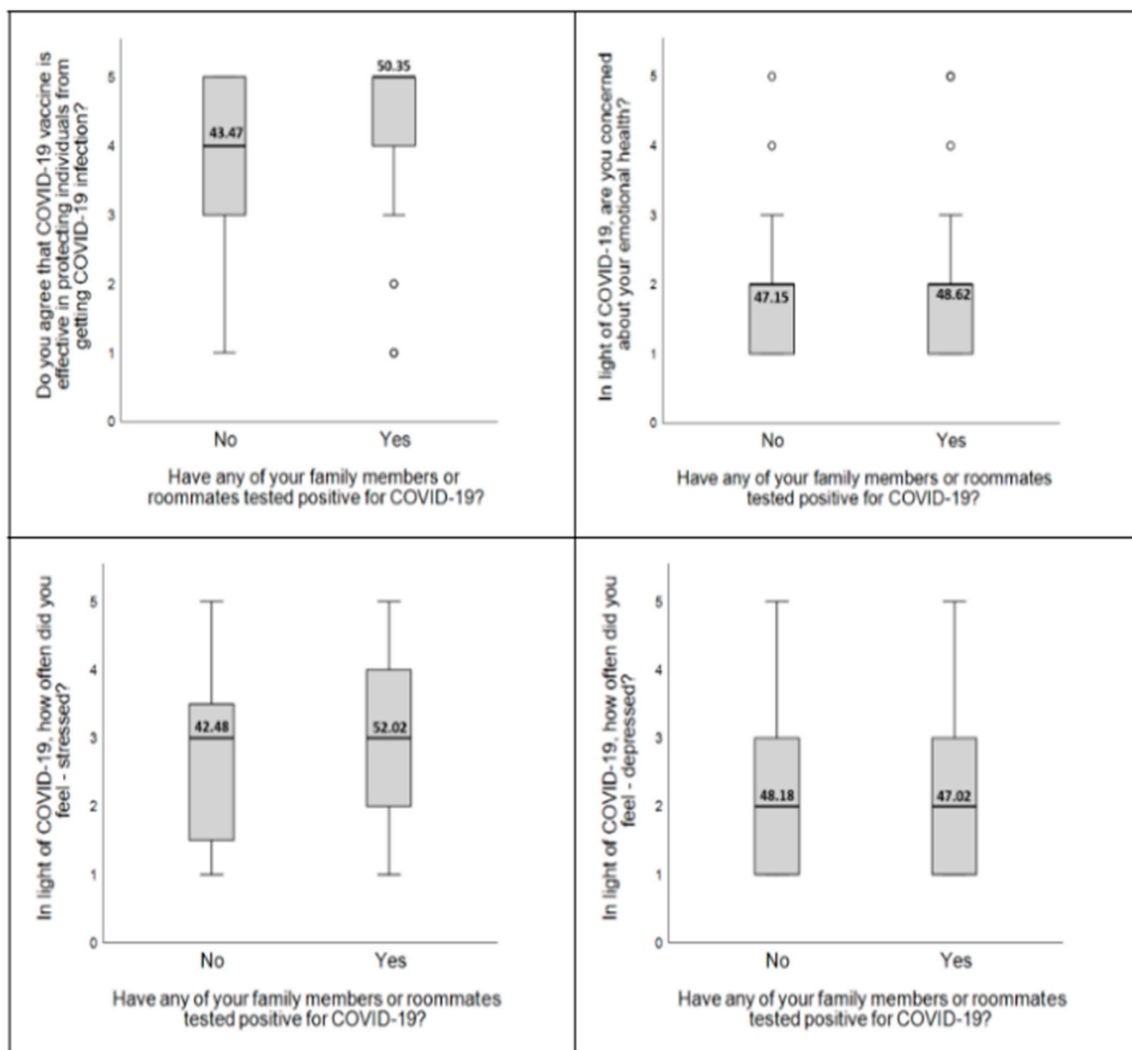 Do you agree that COVID-19 vaccine is
effective in protecting individuals from
getting COVID-19 infection?
5
4
3
2
1
0
43.47
50.35
No
Yes
Have any of your family members or
roommates tested positive for COVID-19?
In light of COVID-19, are you concerned
about your emotional health?
5
4
3
2
1
0
47.15
48.62
No
Yes
Have any of your family members or roommates
tested positive for COVID-19?
In light of COVID-19, how often did you
feel - stressed?
5
4
3
2
1
0
42.48
52.02
No
Yes
Have any of your family members or roommates
tested positive for COVID-19?
In light of COVID-19, how often did you
feel - depressed?
5
4
3
2
1
0
48.18
47.02
No
Yes
Have any of your family members or roommates
tested positive for COVID-19?